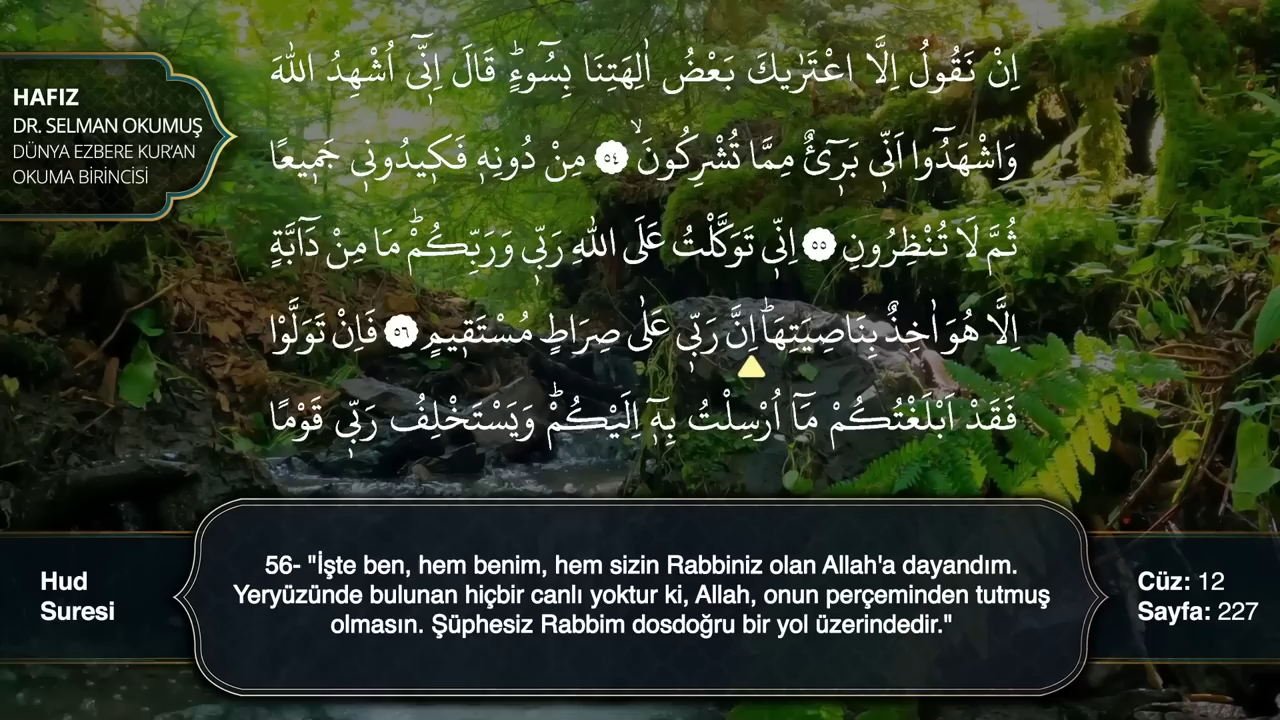 اِنْ نَقُولُ اِلَّا اعْتَرٰيكَ بَعْضُ اٰلِهَتِنَا بِسُٓوءٍۜ قَالَ اِنّ۪ٓي اُشْهِدُ اللّٰهَ
وَاشْهَدُٓوا اَنّ۪ي بَر۪ٓيءٌ مِمَّا تُشْرِكُونَۙ ﴿٥٤﴾ مِنْ دُونِه۪ فَك۪يدُون۪ي جَم۪يعًا
ثُمَّ لَا تُنْظِرُونِ ﴿٥٥﴾ اِنّ۪ي تَوَكَّلْتُ عَلَى اللّٰهِ رَبّ۪ي وَرَبِّكُمْۜ مَا مِنْ دَٓابَّةٍ
اِلَّا هُوَ اٰخِذٌ بِنَاصِيَتِهَاۜ اِنَّ رَبّ۪ي عَلٰى صِرَاطٍ مُسْتَق۪يمٍ ﴿٥٦﴾ فَاِنْ تَوَلَّوْا
فَقَدْ اَبْلَغْتُكُمْ مَٓا اُرْسِلْتُ بِه۪ٓ اِلَيْكُمْۜ وَيَسْتَخْلِفُ رَبّ۪ي قَوْمًا
HAFIZ
DR. SELMAN OKUMUŞ
DÜNYA EZBERE KUR'AN
OKUMA BİRİNCİSİ
Hud
Suresi
56- "İşte ben, hem benim, hem sizin Rabbiniz olan Allah'a dayandım.
Yeryüzünde bulunan hiçbir canlı yoktur ki, Allah, onun perçeminden tutmuş
olmasın. Şüphesiz Rabbim dosdoğru bir yol üzerindedir."
Cüz: 12
Sayfa: 227